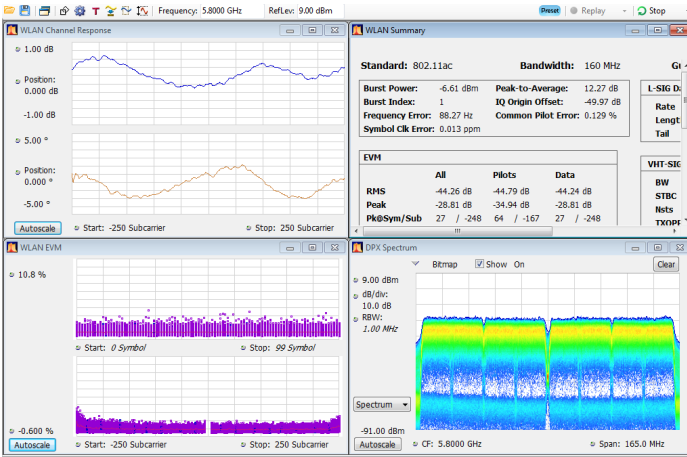 T Frequency: 5.8000 GHz RefLev: 9.00 dBm Preset Replay Stop
WLAN Channel Response
1.00 dB
Position:
0.000 dB
-1.00 dB
5.00 °
Position:
0.000 °
-5.00 °
Autoscale Start: -250 Subcarrier Stop: 250 Subcarrier
WLAN Summary
Standard: 802.11ac Bandwidth: 160 MHz
Burst Power: -6.61 dBm Peak-to-Average: 12.27 dB
Burst Index: 1 IQ Origin Offset: -49.97 dB
Frequency Error: 88.27 Hz Common Pilot Error: 0.129 %
Symbol Clk Error: 0.013 ppm
L-SIG
Rate
Lengt
Tail
EVM
All Pilots Data
RMS -44.26 dB -44.79 dB -44.24 dB
Peak -28.81 dB -34.94 dB -28.81 dB
Pk@Sym/Sub 27 / -248 64 / -167 27 / -248
VHT-SIG
BW
STBC
Nsts
TXOP
WLAN EVM
10.8 %
Start: 0 Symbol Stop: 99 Symbol
-0.600 %
Autoscale Start: -250 Subcarrier Stop: 250 Subcarrier
DPX Spectrum
Bitmap Show On Clear
9.00 dBm
dB/div:
10.0 dB
RBW:
1.00 MHz
Spectrum
-91.00 dBm
Autoscale CF: 5.8000 GHz Span: 165.0 MHz